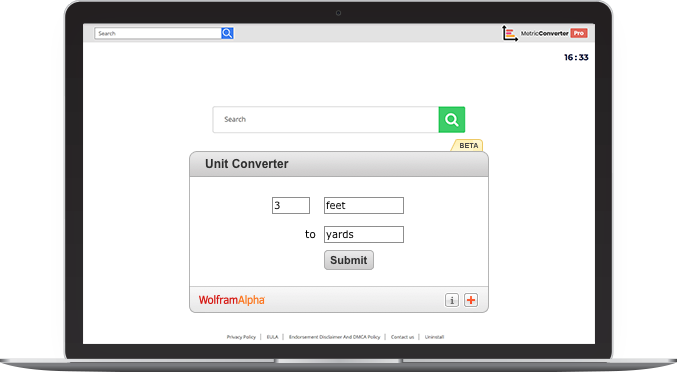 Search
MetricConverter Pro
16:33
Search
BETA
Unit Converter
3 feet
to yards
Submit
WolframAlpha
i
Privacy Policy | EULA | Endorsement Disclaimer And DMCA Policy | Contact us | Uninstall